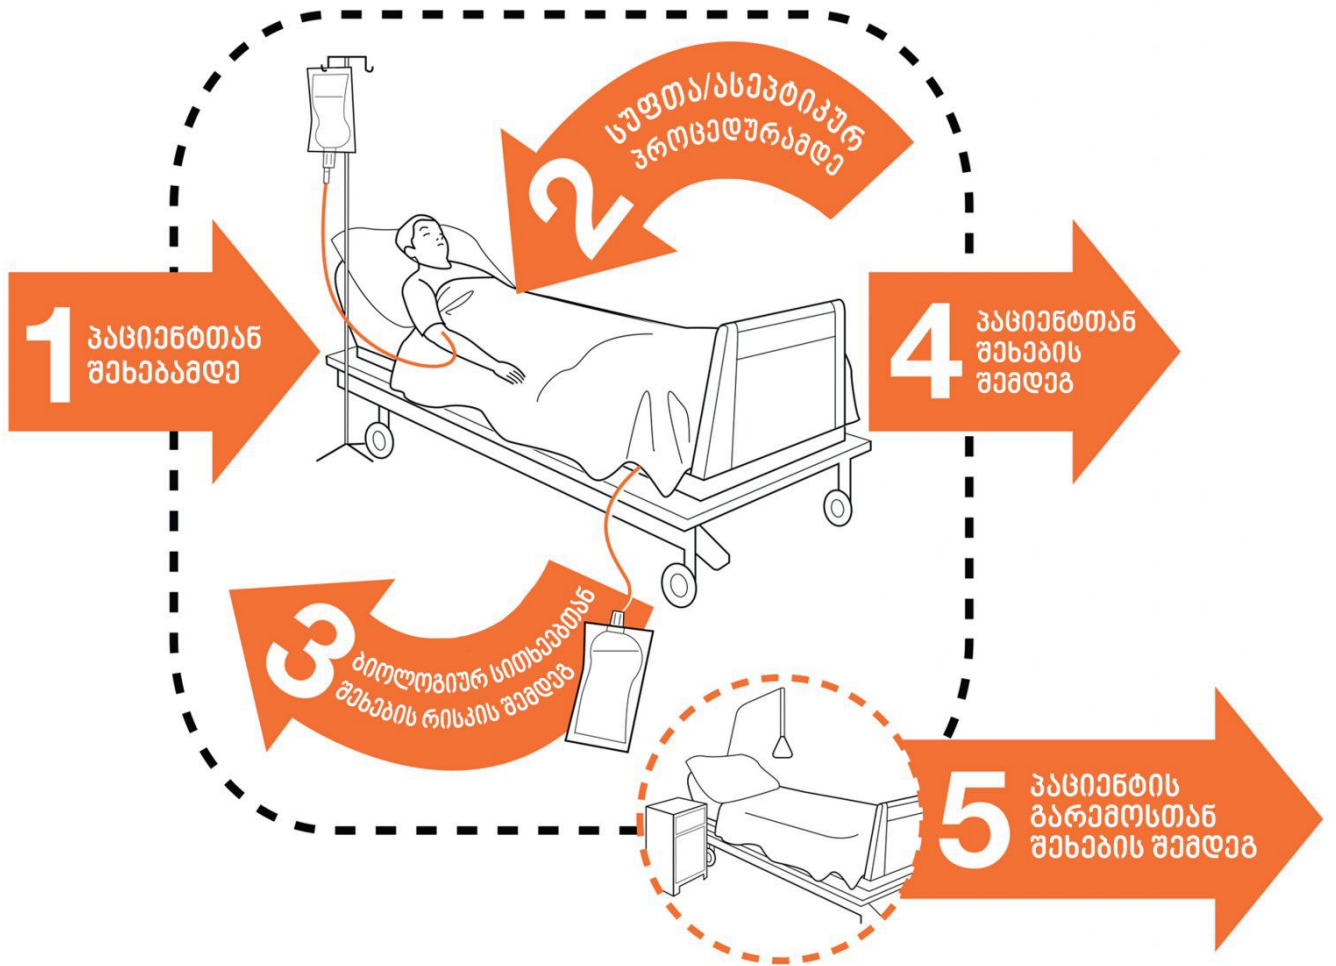 1
პაციენტთან
შეხებამდე
2
სუფთა/ასეპტიკურ
პროცედურამდე
3
ბიოლოგიურ სითხეებთან
შეხების რისკის შემდეგ
4
პაციენტთან
შეხების
შემდეგ
5
პაციენტის
გარემოსთან
შეხების შემდეგ